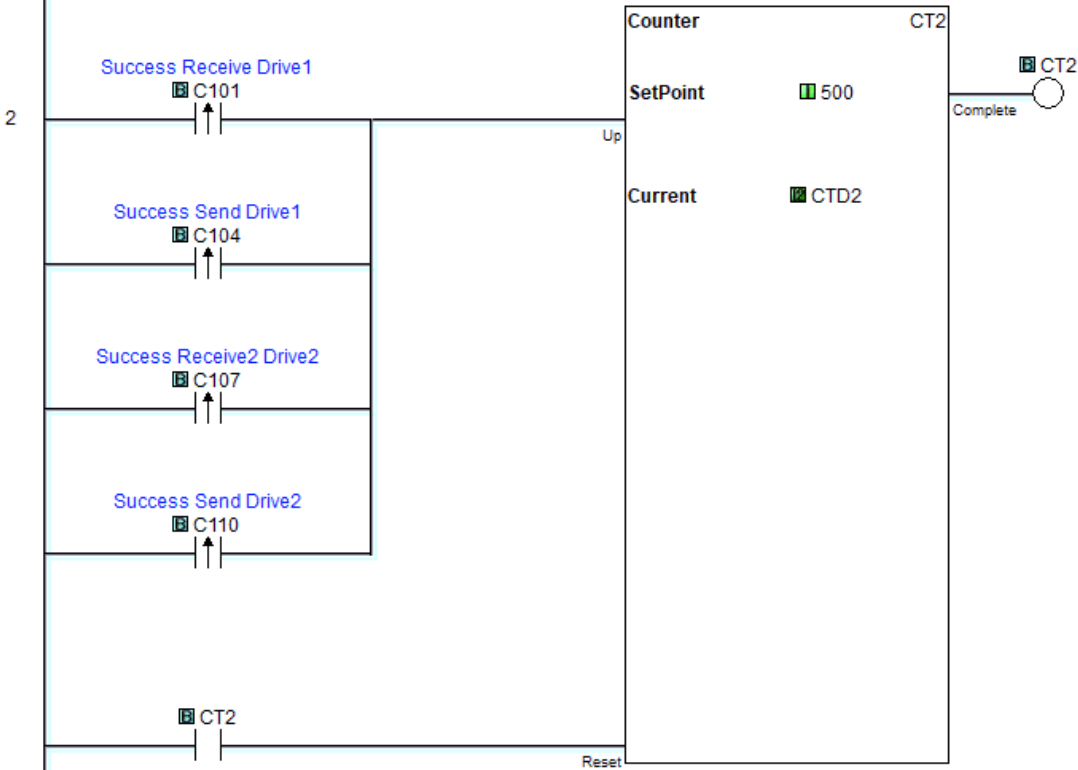 Counter CT2
Success Receive Drive1
B C101
B CT2
SetPoint 500
Complete
2
Up
Current CTD2
Success Send Drive1
B C104
Success Receive2 Drive2
B C107
Success Send Drive2
B C110
B CT2
Reset